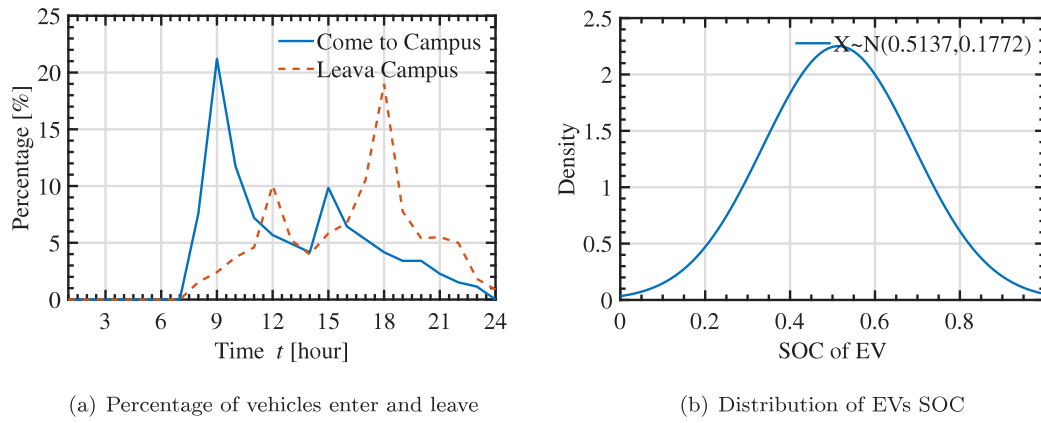 25
20
15
10
5
0
Percentage [%]
Come to Campus
Leava Campus
3 6 9 12 15 18 21 24
Time t [hour]
(a) Percentage of vehicles enter and leave
2.5
2
1.5
1
0.5
0
Density
X~N(0.5137,0.1772)
0 0.2 0.4 0.6 0.8
SOC of EV
(b) Distribution of EVs SOC